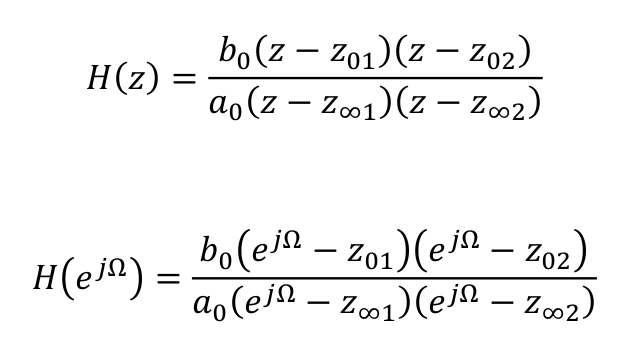 H(z) = b₀(z − z₀₁)(z − z₀₂) / a₀(z − z∞₁)(z − z∞₂)
H(e^{jΩ}) = b₀(e^{jΩ} − z₀₁)(e^{jΩ} − z₀₂) / a₀(e^{jΩ} − z∞₁)(e^{jΩ} − z∞₂)